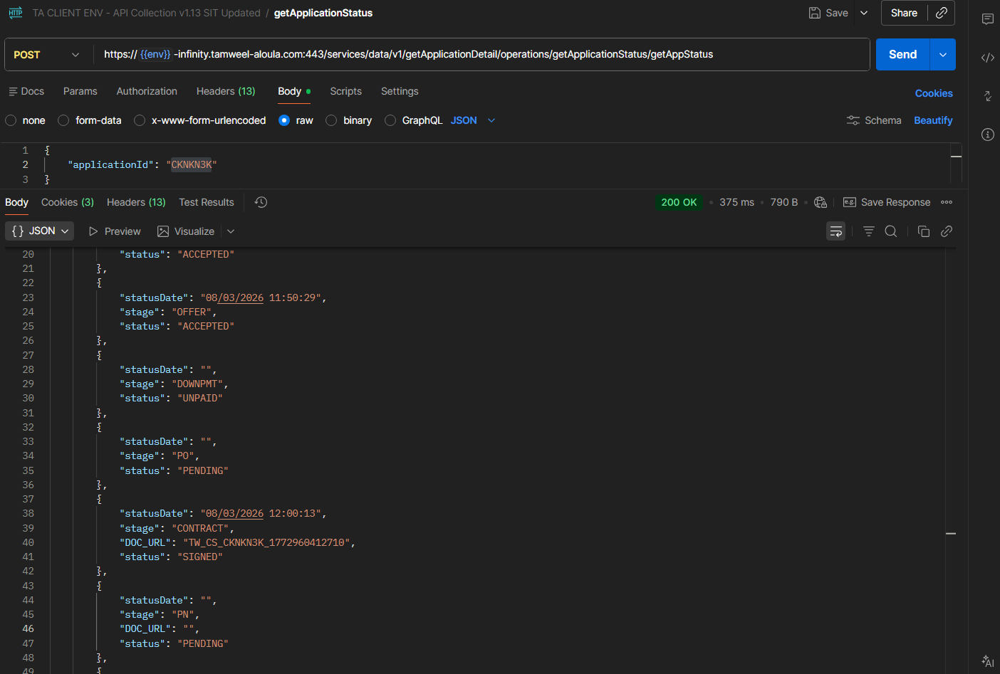 HTTP TA CLIENT ENV - API Collection v1.13 SIT Updated / getApplicationStatus Save Share
POST https:// {{env}} -infinity.tamweel-aloula.com:443/services/data/v1/getApplicationDetail/operations/getApplicationStatus/getAppStatus Send
Docs Params Authorization Headers (13) Body Scripts Settings Cookies
none form-data x-www-form-urlencoded raw binary GraphQL JSON Schema Beautify
1 {
2 "applicationId": "CKNKN3K"
3 }
Body Cookies (3) Headers (13) Test Results 200 OK • 375 ms • 790 B • e.g. Save Response
{} JSON Preview Visualize
20 "status": "ACCEPTED"
21 },
22 {
23 "statusDate": "08/03/2026 11:50:29",
24 "stage": "OFFER",
25 "status": "ACCEPTED"
26 },
27 {
28 "statusDate": "",
29 "stage": "DOWNPMT",
30 "status": "UNPAID"
31 },
32 {
33 "statusDate": "",
34 "stage": "PO",
35 "status": "PENDING"
36 },
37 {
38 "statusDate": "08/03/2026 12:00:13",
39 "stage": "CONTRACT",
40 "DOC_URL": "TW_CS_CKNKN3K_1772960412710",
41 "status": "SIGNED"
42 },
43 {
44 "statusDate": "",
45 "stage": "PN",
46 "DOC_URL": "",
47 "status": "PENDING"
48 },
49 {
AI